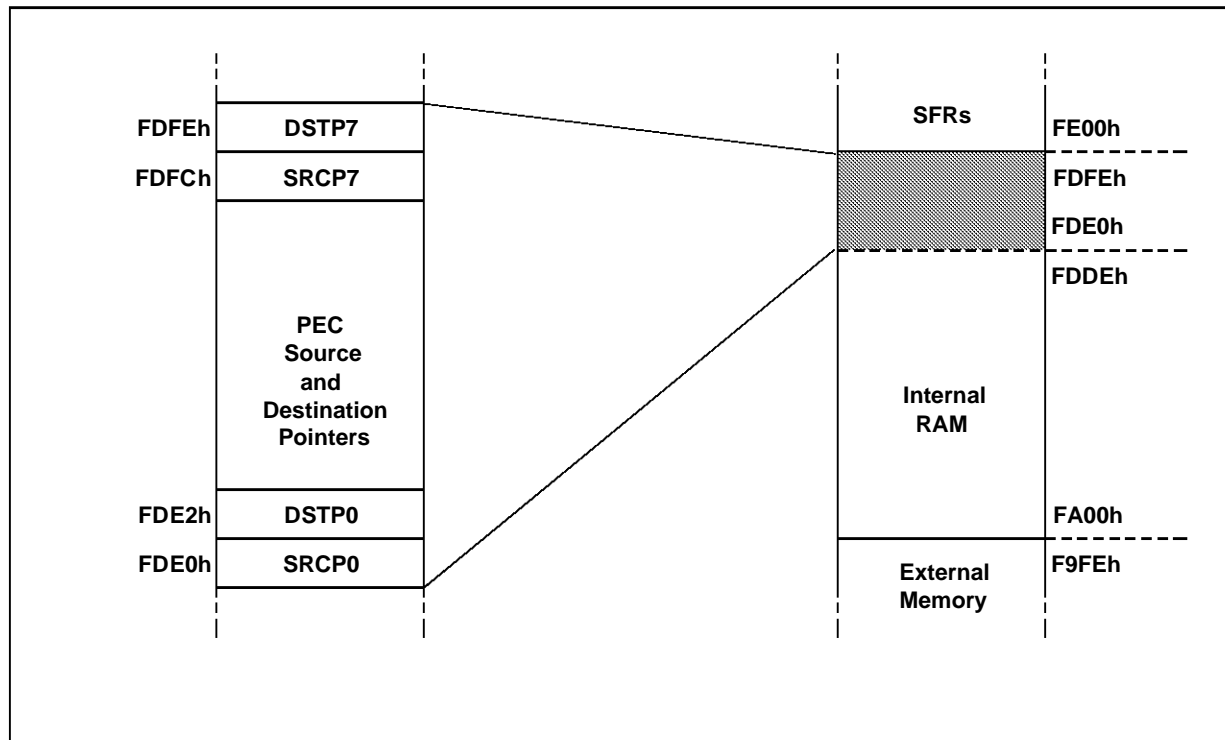 FDFEh
DSTP7
FDFCh
SRCP7
PEC
Source
and
Destination
Pointers
FDE2h
DSTP0
FDE0h
SRCP0
SFRs
FE00h
FDFEh
FDE0h
FDDEh
Internal
RAM
FA00h
External
Memory
F9FEh